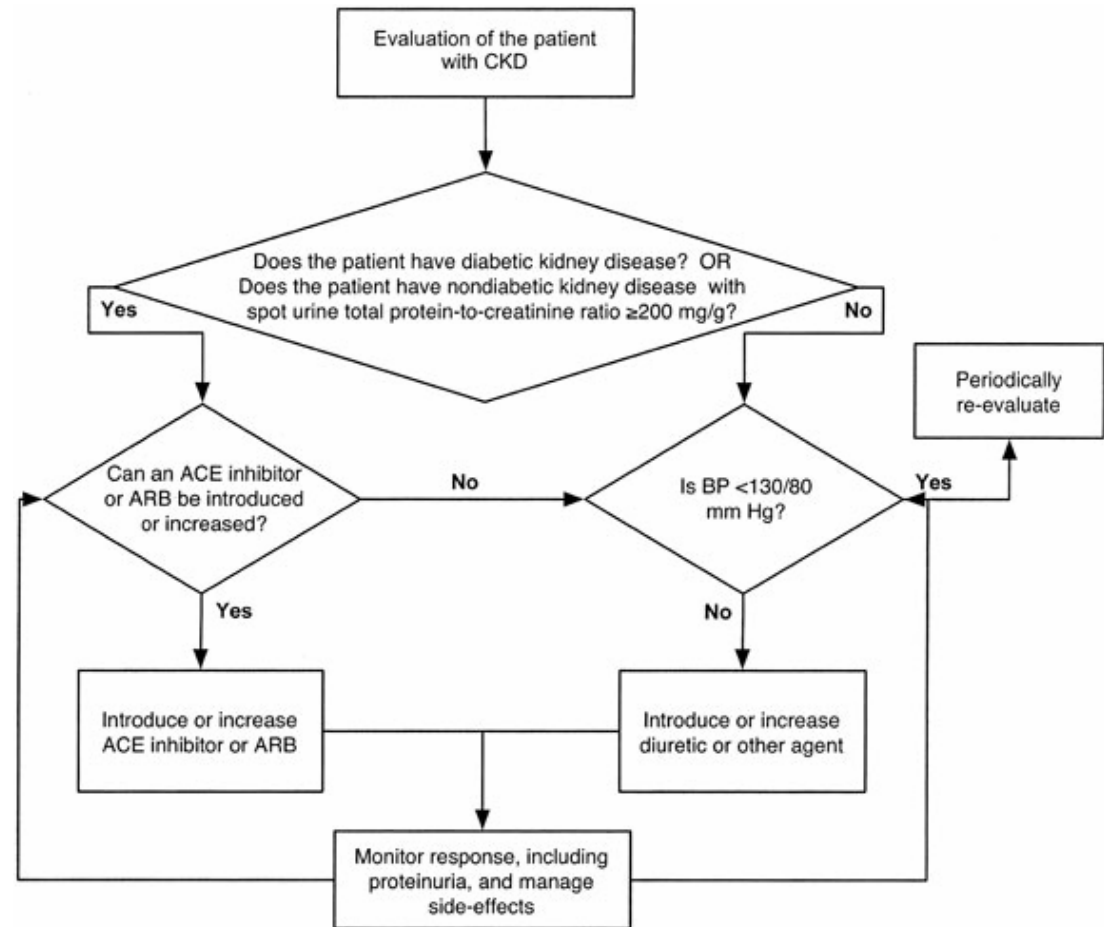 Evaluation of the patient
with CKD
Does the patient have diabetic kidney disease? OR
Does the patient have nondiabetic kidney disease with
spot urine total protein-to-creatinine ratio ≥200 mg/g?
Yes
No
Periodically
re-evaluate
Can an ACE inhibitor
or ARB be introduced
or increased?
No
Is BP <130/80
mm Hg?
Yes
Yes
No
Introduce or increase
ACE inhibitor or ARB
Introduce or increase
diuretic or other agent
Monitor response, including
proteinuria, and manage
side-effects